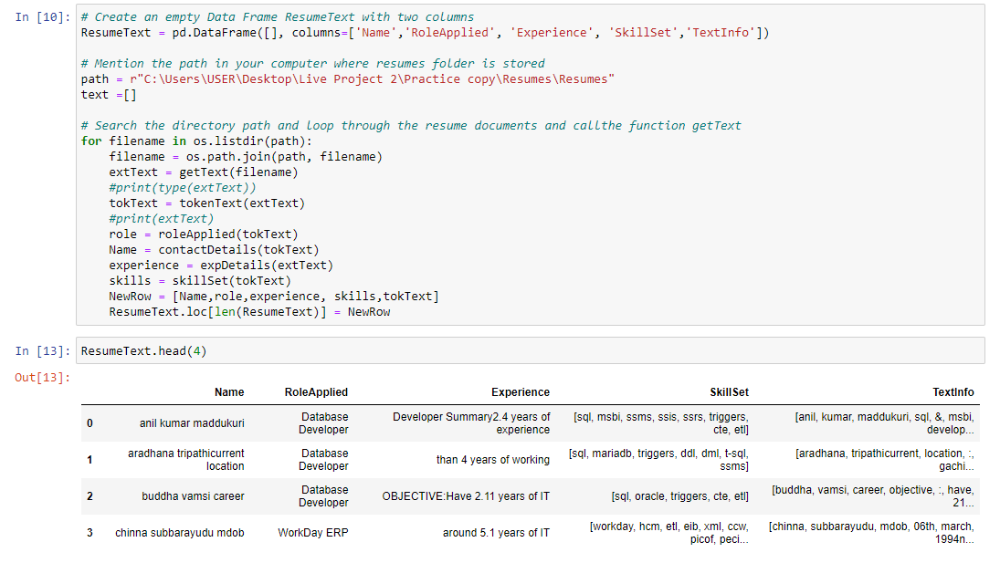 In [10]: # Create an empty Data Frame ResumeText with two columns
ResumeText = pd.DataFrame([], columns=['Name','RoleApplied', 'Experience', 'SkillSet','TextInfo'])
# Mention the path in your computer where resumes folder is stored
path = r"C:\Users\USER\Desktop\Live Project 2\Practice copy\Resumes\Resumes"
text =[]
# Search the directory path and loop through the resume documents and callthe function getText
for filename in os.listdir(path):
    filename = os.path.join(path, filename)
    extText = getText(filename)
    #print(type(extText))
    tokText = tokenText(extText)
    #print(extText)
    role = roleApplied(tokText)
    Name = contactDetails(tokText)
    experience = expDetails(extText)
    skills = skillSet(tokText)
    NewRow = [Name,role,experience, skills,tokText]
    ResumeText.loc[len(ResumeText)] = NewRow
In [13]: ResumeText.head(4)
Out[13]:
Name RoleApplied Experience SkillSet TextInfo
0 anil kumar maddukuri Database Developer Developer Summary2.4 years of experience [sql, msbi, ssms, ssis, ssrs, triggers, cte, etl] [anil, kumar, maddukuri, sql, &, msbi, develop...
1 aradhana tripathicurrent location Database Developer than 4 years of working [sql, mariadb, triggers, ddl, dml, t-sql, ssms] [aradhana, tripathicurrent, location, :, gachi...
2 buddha vamsi career Database Developer OBJECTIVE:Have 2.11 years of IT [sql, oracle, triggers, cte, etl] [buddha, vamsi, career, objective, :, have, 21...
3 chinna subbarayudu mdob WorkDay ERP around 5.1 years of IT [workday, hcm, etl, eib, xml, ccw, picof, peci... [chinna, subbarayudu, mdob, 06th, march, 1994n...